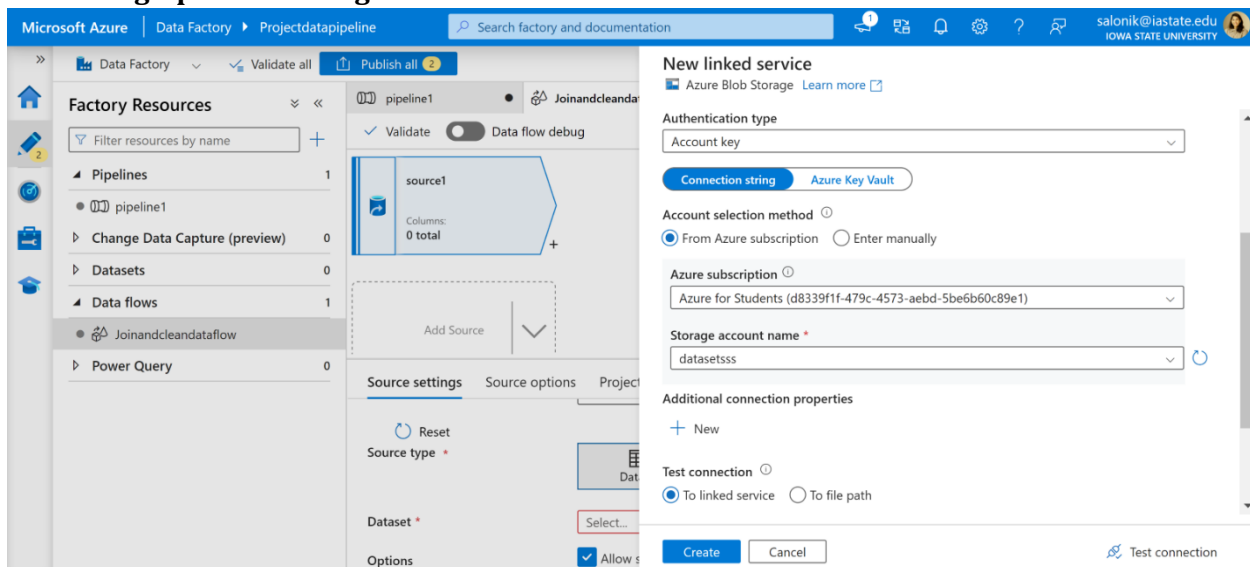 Microsoft Azure Data Factory Projectdatapipeline Search factory and documentation 1 salonik@iastate.edu
IOWA STATE UNIVERSITY
Data Factory Validate all Publish all 2
Factory Resources
Filter resources by name
2
Pipelines 1
pipeline1
Change Data Capture (preview) 0
Datasets 0
Data flows 1
Joinandcleandataflow
Power Query 0
pipeline1 Joinandcleanda
Validate Data flow debug
source1
Columns:
0 total
Add Source
Source settings Source options Project
Reset
Source type *
Dat
Dataset * Select...
Options Allow s
New linked service
Azure Blob Storage Learn more
Authentication type
Account key
Connection string Azure Key Vault
Account selection method
From Azure subscription Enter manually
Azure subscription
Azure for Students (d8339f1f-479c-4573-aebd-5be6b60c89e1)
Storage account name *
datasetsss
Additional connection properties
New
Test connection
To linked service To file path
Create Cancel Test connection